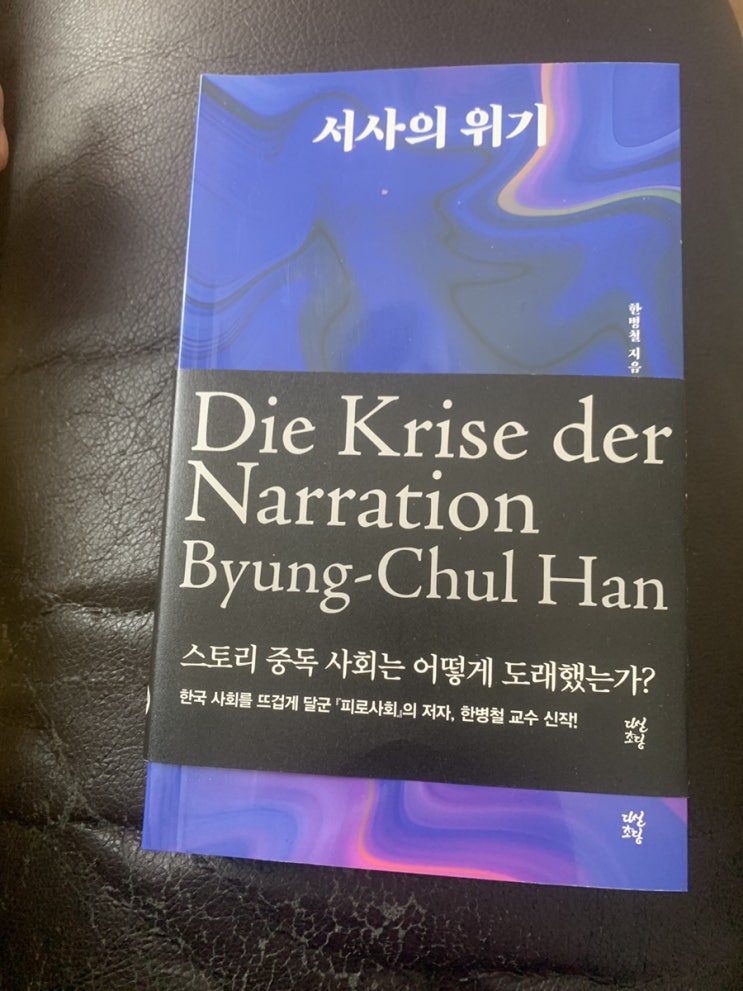 서사의 위기
한병철 지음
Die Krise der
Narration
Byung-Chul Han
스토리 중독 사회는 어떻게 도래했는가?
한국 사회를 뜨겁게 달군 『피로사회』의 저자, 한병철 교수 신작!
다산
초당
다산
초당